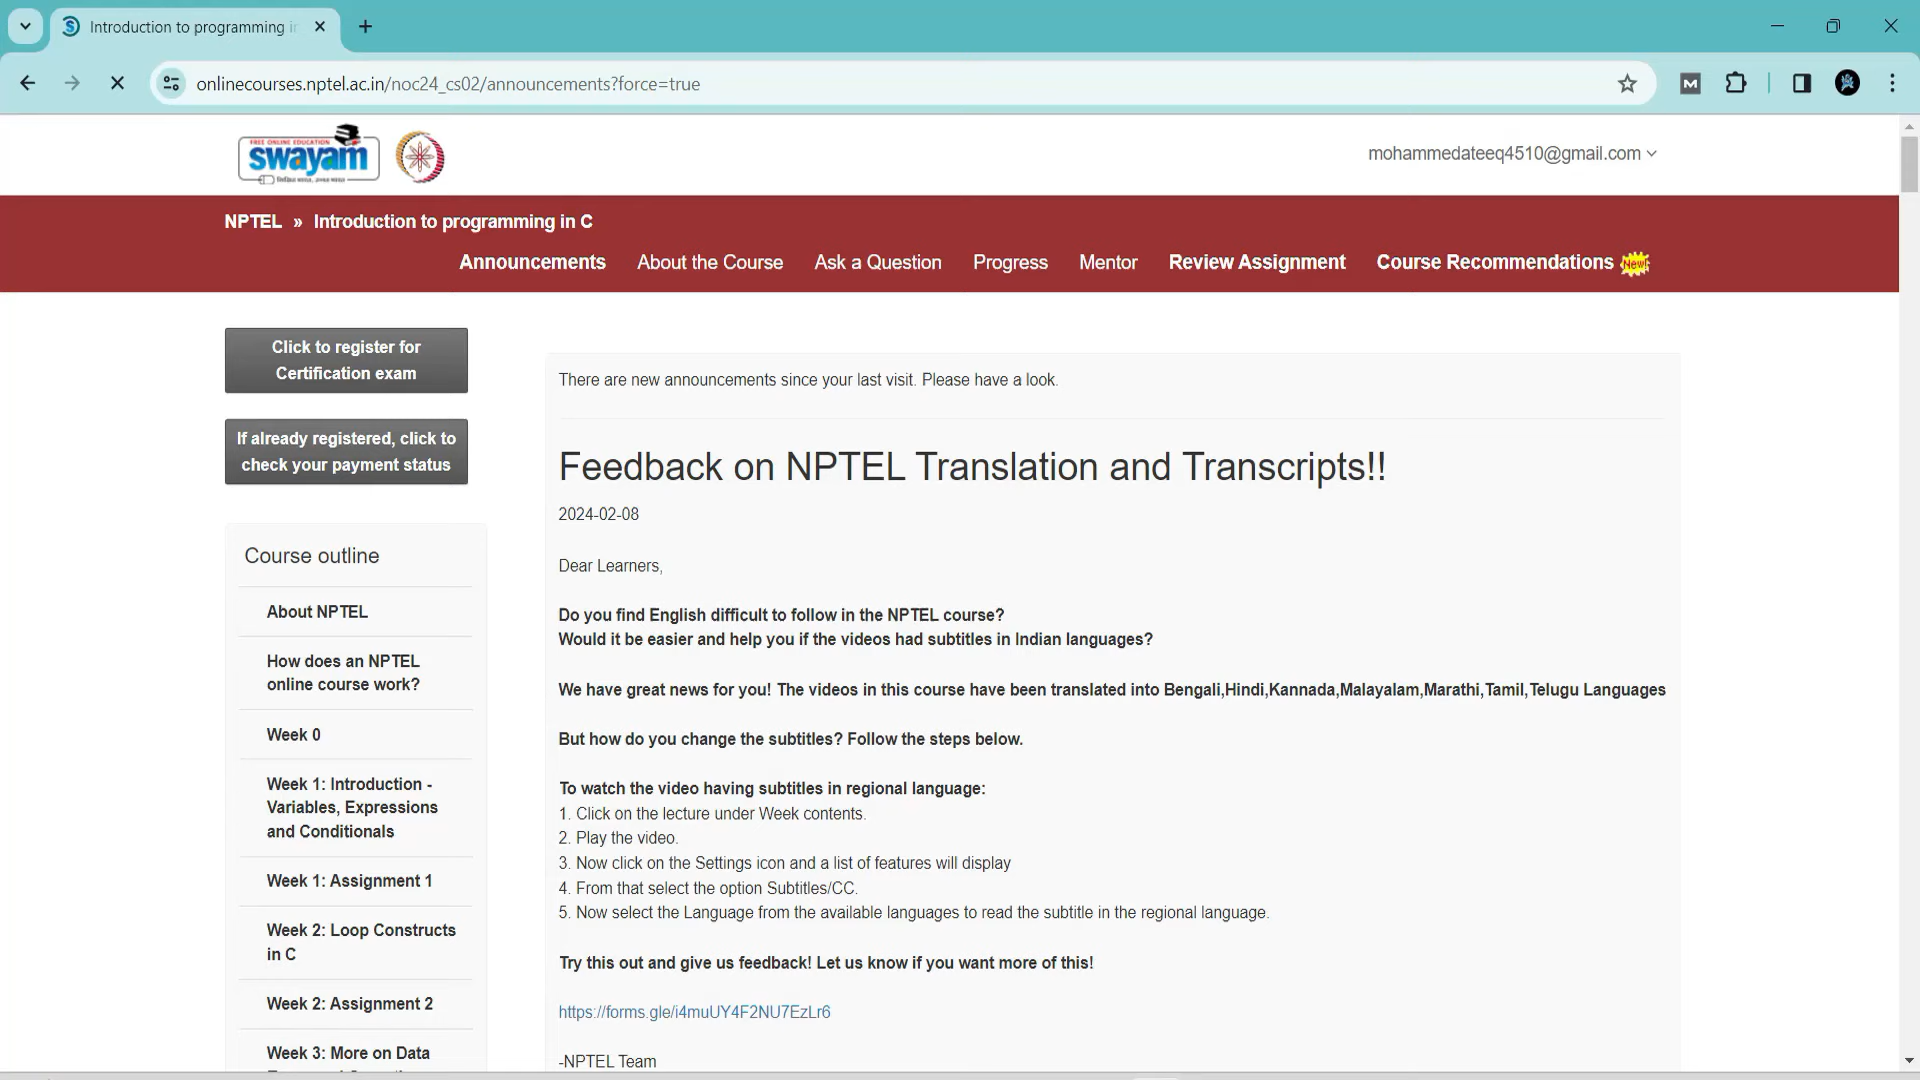 Introduction to programming in
onlinecourses.nptel.ac.in/noc24_cs02/announcements?force=true
FREE ONLINE EDUCATION
swayam
mohammedateeq4510@gmail.com
NPTEL » Introduction to programming in C
Announcements About the Course Ask a Question Progress Mentor Review Assignment Course Recommendations New!
Click to register for
Certification exam
If already registered, click to
check your payment status
Course outline
About NPTEL
How does an NPTEL
online course work?
Week 0
Week 1: Introduction -
Variables, Expressions
and Conditionals
Week 1: Assignment 1
Week 2: Loop Constructs
in C
Week 2: Assignment 2
Week 3: More on Data
There are new announcements since your last visit. Please have a look.
Feedback on NPTEL Translation and Transcripts!!
2024-02-08
Dear Learners,
Do you find English difficult to follow in the NPTEL course?
Would it be easier and help you if the videos had subtitles in Indian languages?
We have great news for you! The videos in this course have been translated into Bengali,Hindi,Kannada,Malayalam,Marathi,Tamil,Telugu Languages
But how do you change the subtitles? Follow the steps below.
To watch the video having subtitles in regional language:
1. Click on the lecture under Week contents.
2. Play the video.
3. Now click on the Settings icon and a list of features will display
4. From that select the option Subtitles/CC.
5. Now select the Language from the available languages to read the subtitle in the regional language.
Try this out and give us feedback! Let us know if you want more of this!
https://forms.gle/i4muUY4F2NU7EzLr6
-NPTEL Team